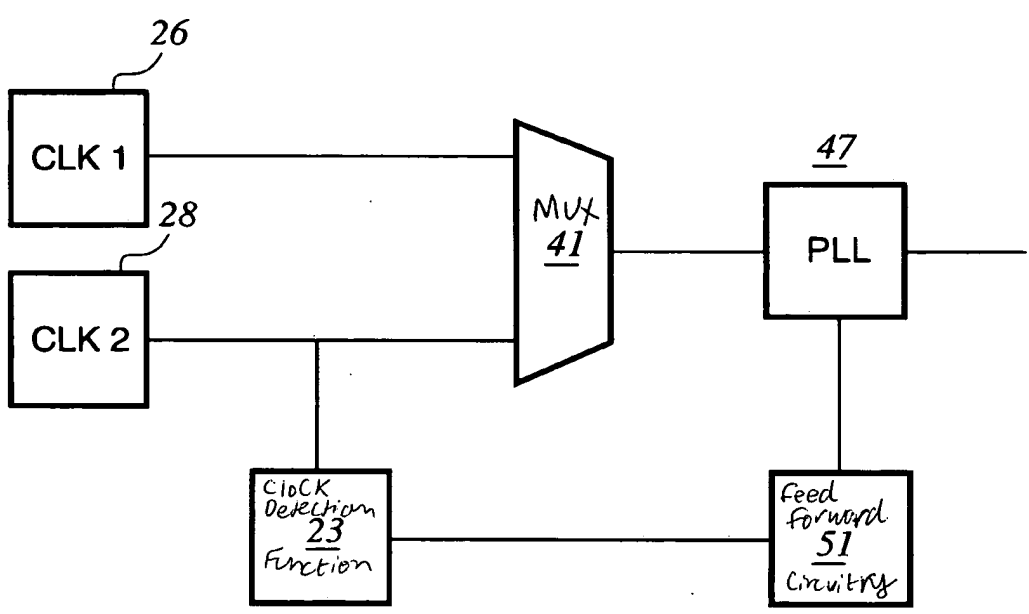 26
CLK 1
28
CLK 2
MUX
41
47
PLL
Clock
Detection
23
Function
Feed
Forward
51
Circuitry